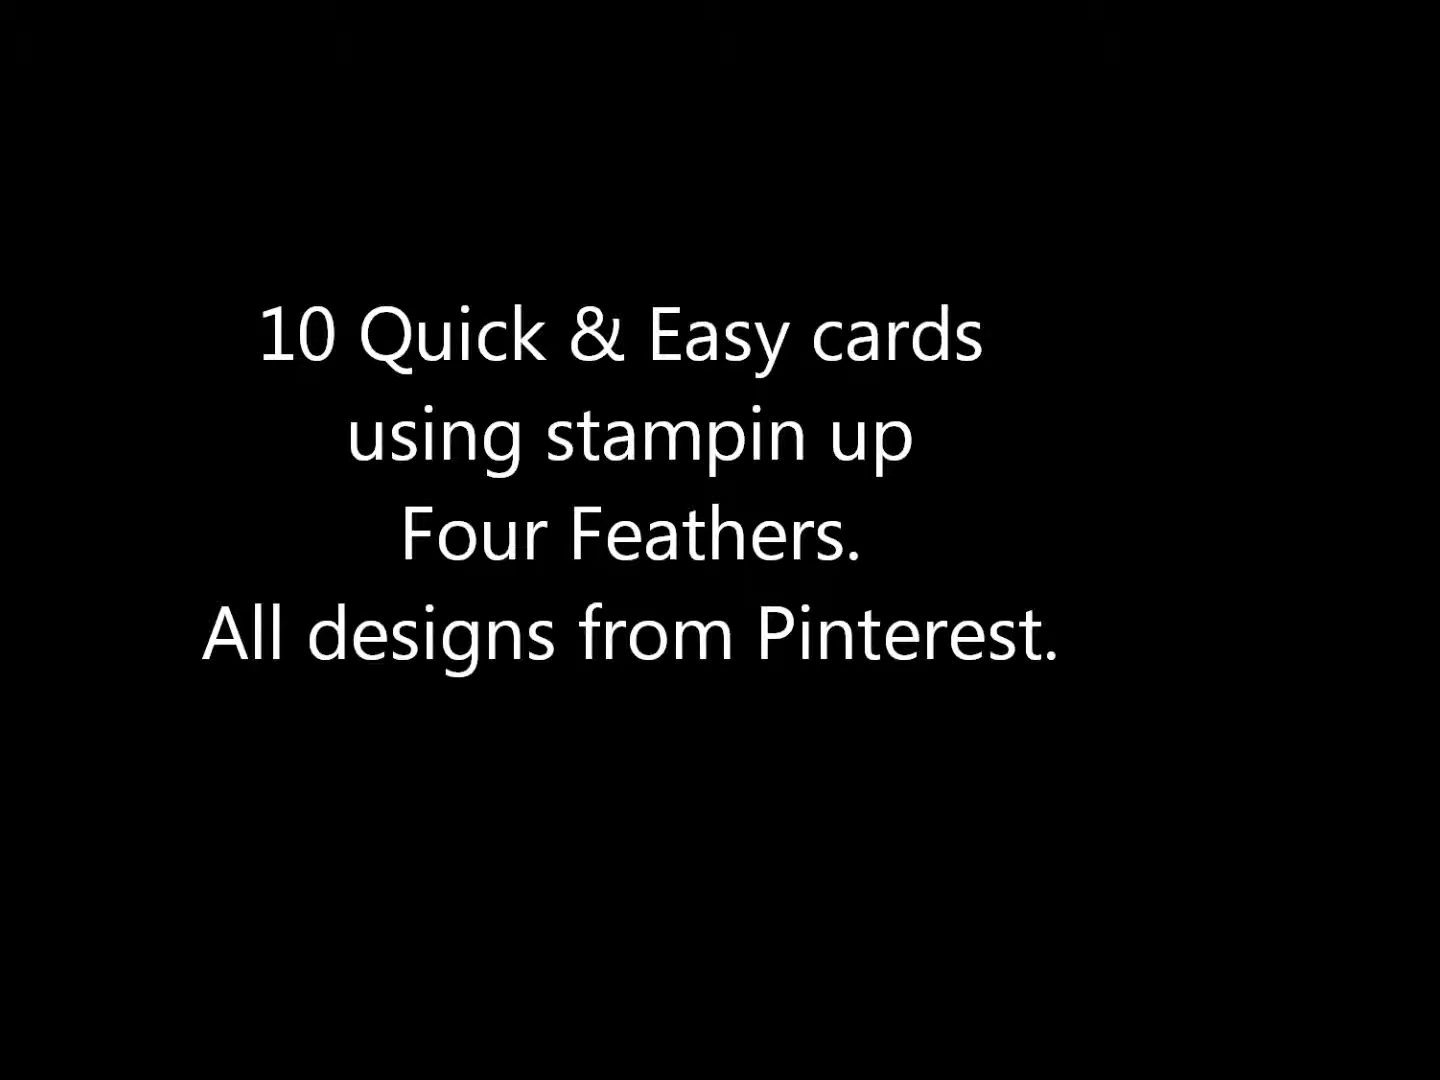 10 Quick & Easy cards
using stampin up
Four Feathers.
All designs from Pinterest.